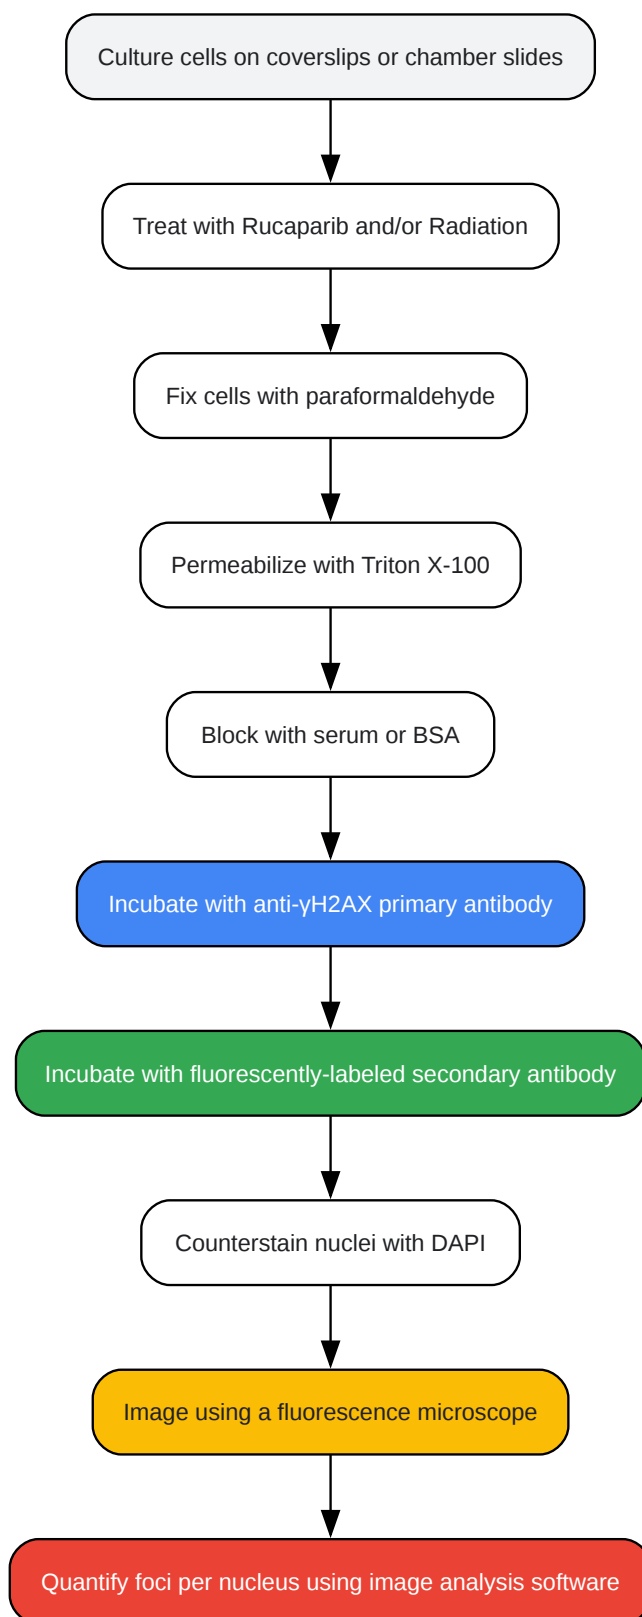 Culture cells on coverslips or chamber slides
Treat with Rucaparib and/or Radiation
Fix cells with paraformaldehyde
Permeabilize with Triton X-100
Block with serum or BSA
Incubate with anti-γH2AX primary antibody
Incubate with fluorescently-labeled secondary antibody
Counterstain nuclei with DAPI
Image using a fluorescence microscope
Quantify foci per nucleus using image analysis software